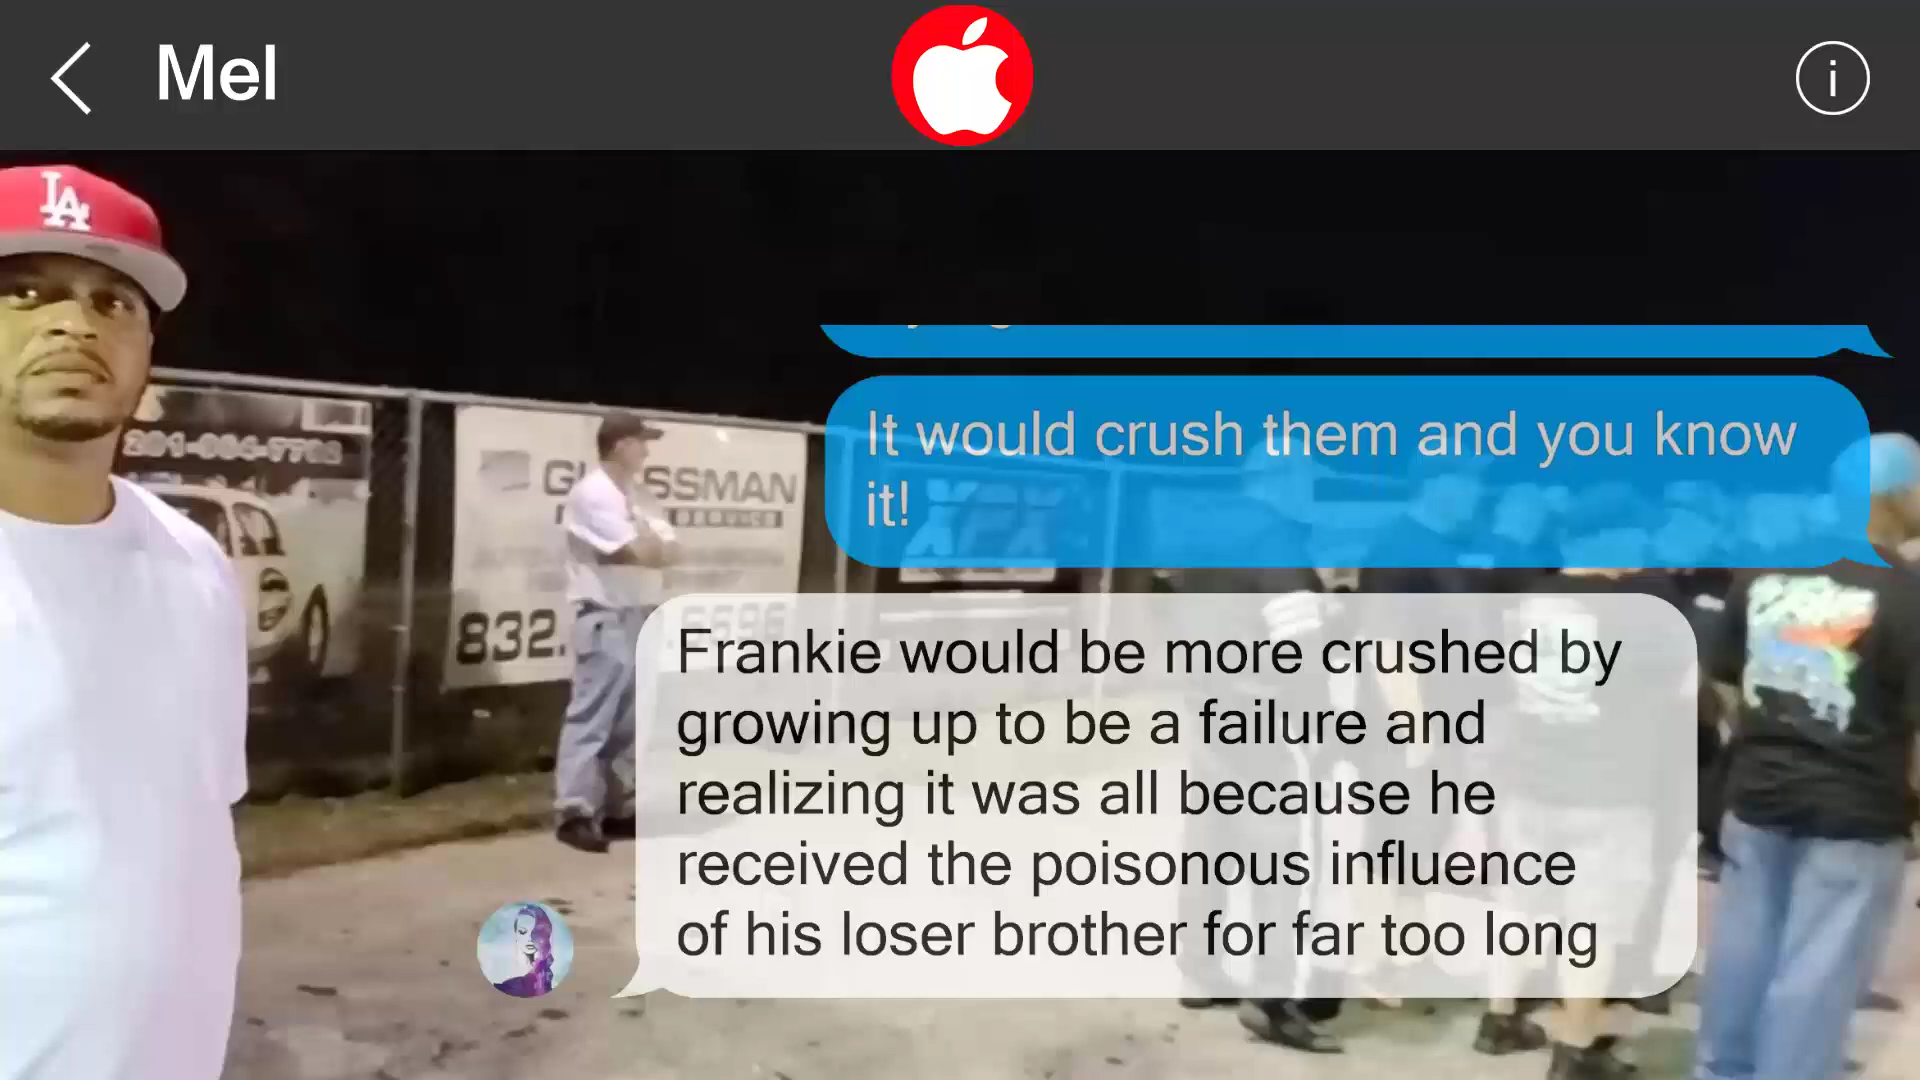 Mel
LA
It would crush them and you know
it!
SSMAN
832.
Frankie would be more crushed by
growing up to be a failure and
realizing it was all because he
received the poisonous influence
of his loser brother for far too long